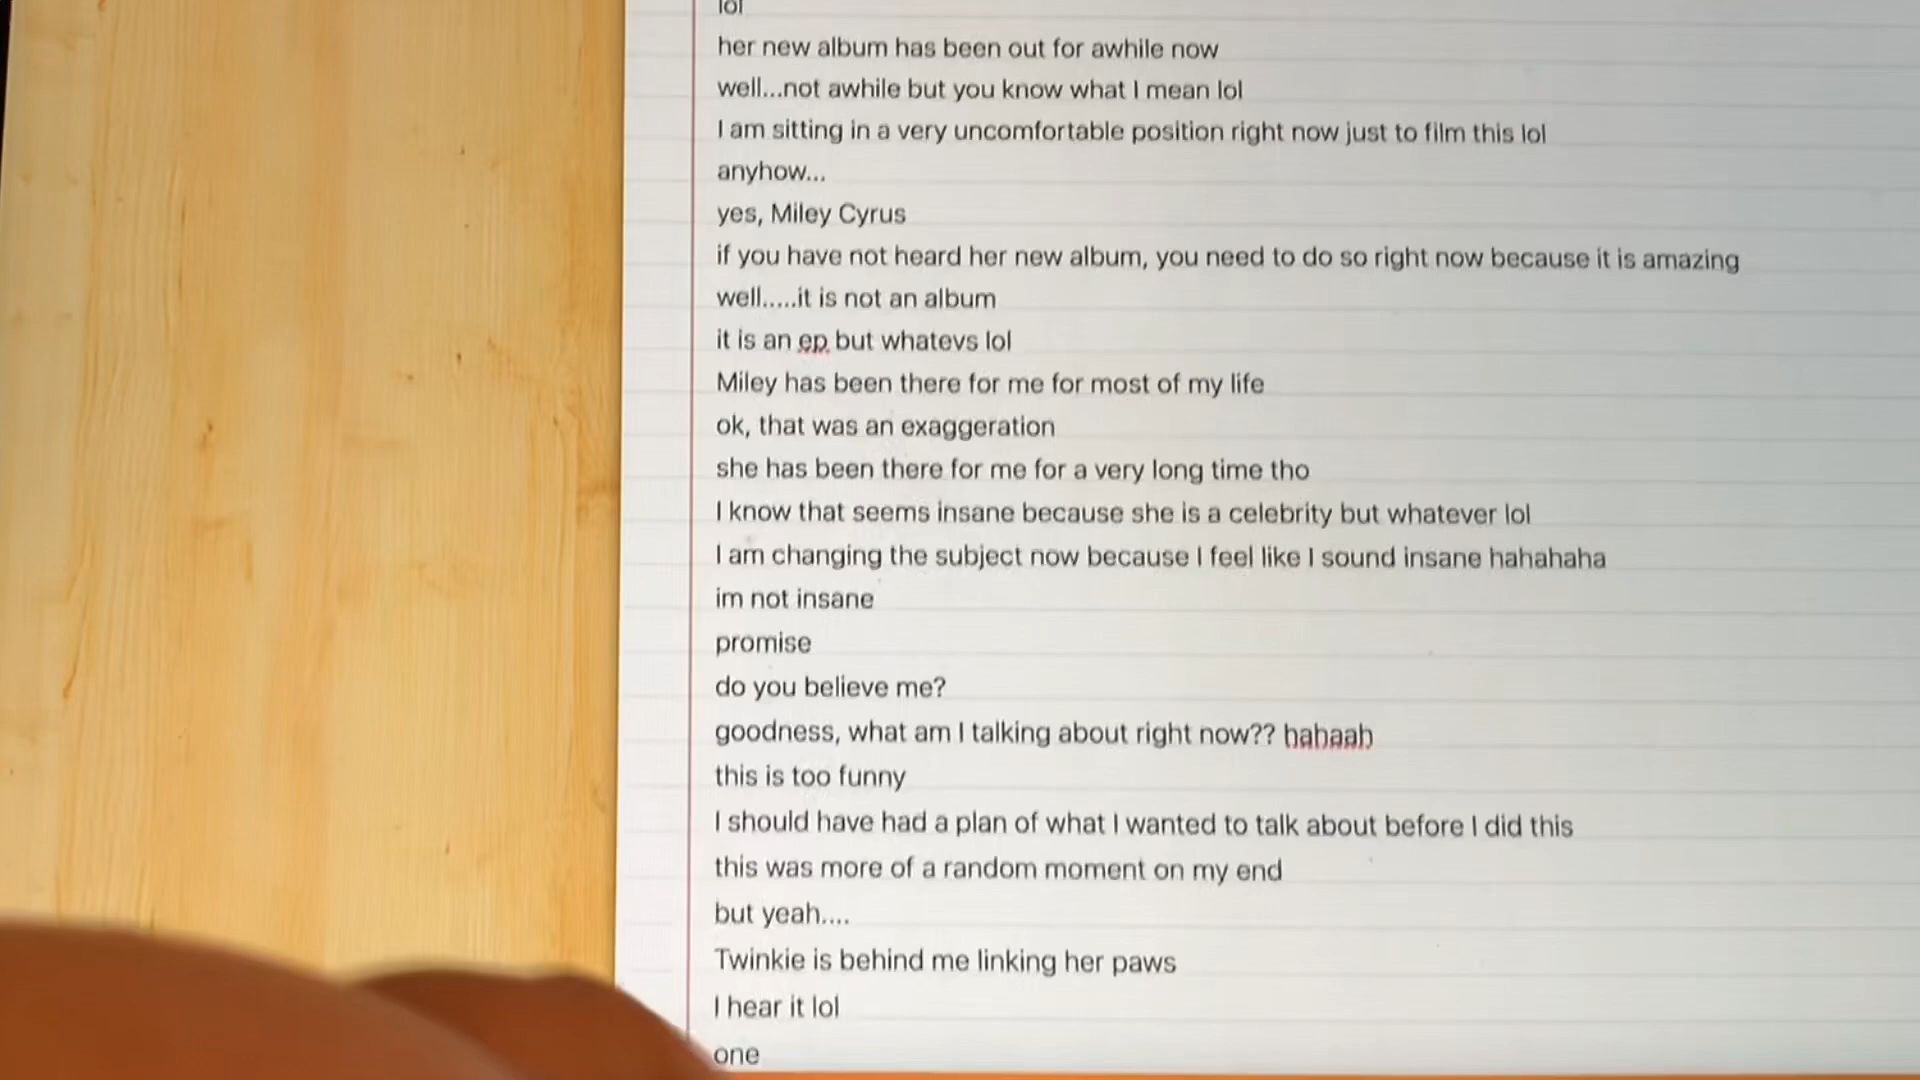 lol
her new album has been out for awhile now
well...not awhile but you know what I mean lol
I am sitting in a very uncomfortable position right now just to film this lol
anyhow...
yes, Miley Cyrus
if you have not heard her new album, you need to do so right now because it is amazing
well.....it is not an album
it is an ep but whatevs lol
Miley has been there for me for most of my life
ok, that was an exaggeration
she has been there for me for a very long time tho
I know that seems insane because she is a celebrity but whatever lol
I am changing the subject now because I feel like I sound insane hahahaha
im not insane
promise
do you believe me?
goodness, what am I talking about right now?? hahaah
this is too funny
I should have had a plan of what I wanted to talk about before I did this
this was more of a random moment on my end
but yeah....
Twinkie is behind me linking her paws
I hear it lol
one